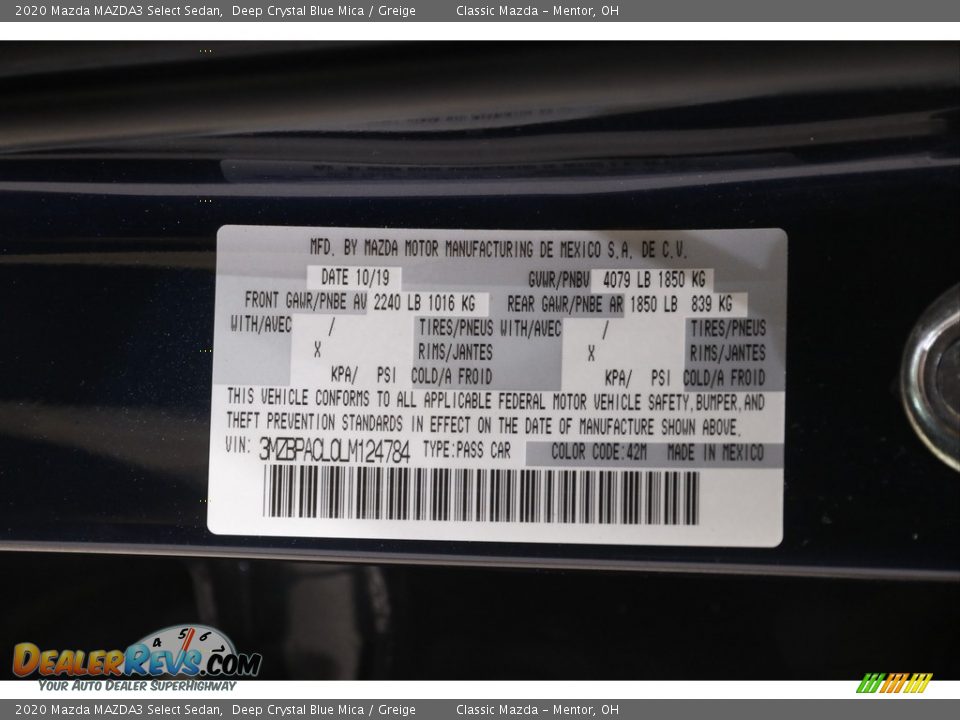 2020 Mazda MAZDA3 Select Sedan, Deep Crystal Blue Mica / Greige Classic Mazda - Mentor, OH
MFD. BY MAZDA MOTOR MANUFACTURING DE MEXICO S.A. DE C.V.
DATE 10/19 GVWR/PNBV 4079 LB 1850 KG
FRONT GAWR/PNBE AV 2240 LB 1016 KG REAR GAWR/PNBE AR 1850 LB 839 KG
WITH/AVEC / TIRES/PNEUS WITH/AVEC / TIRES/PNEUS
X RIMS/JANTES X RIMS/JANTES
KPA/ PSI COLD/A FROID KPA/ PSI COLD/A FROID
THIS VEHICLE CONFORMS TO ALL APPLICABLE FEDERAL MOTOR VEHICLE SAFETY, BUMPER, AND
THEFT PREVENTION STANDARDS IN EFFECT ON THE DATE OF MANUFACTURE SHOWN ABOVE.
VIN: 3MZBPACL0LM124784 TYPE:PASS CAR COLOR CODE:42M MADE IN MEXICO
4 5 6
DEALERREVS.COM
YOUR AUTO DEALER SUPERHIGHWAY
2020 Mazda MAZDA3 Select Sedan, Deep Crystal Blue Mica / Greige Classic Mazda - Mentor, OH